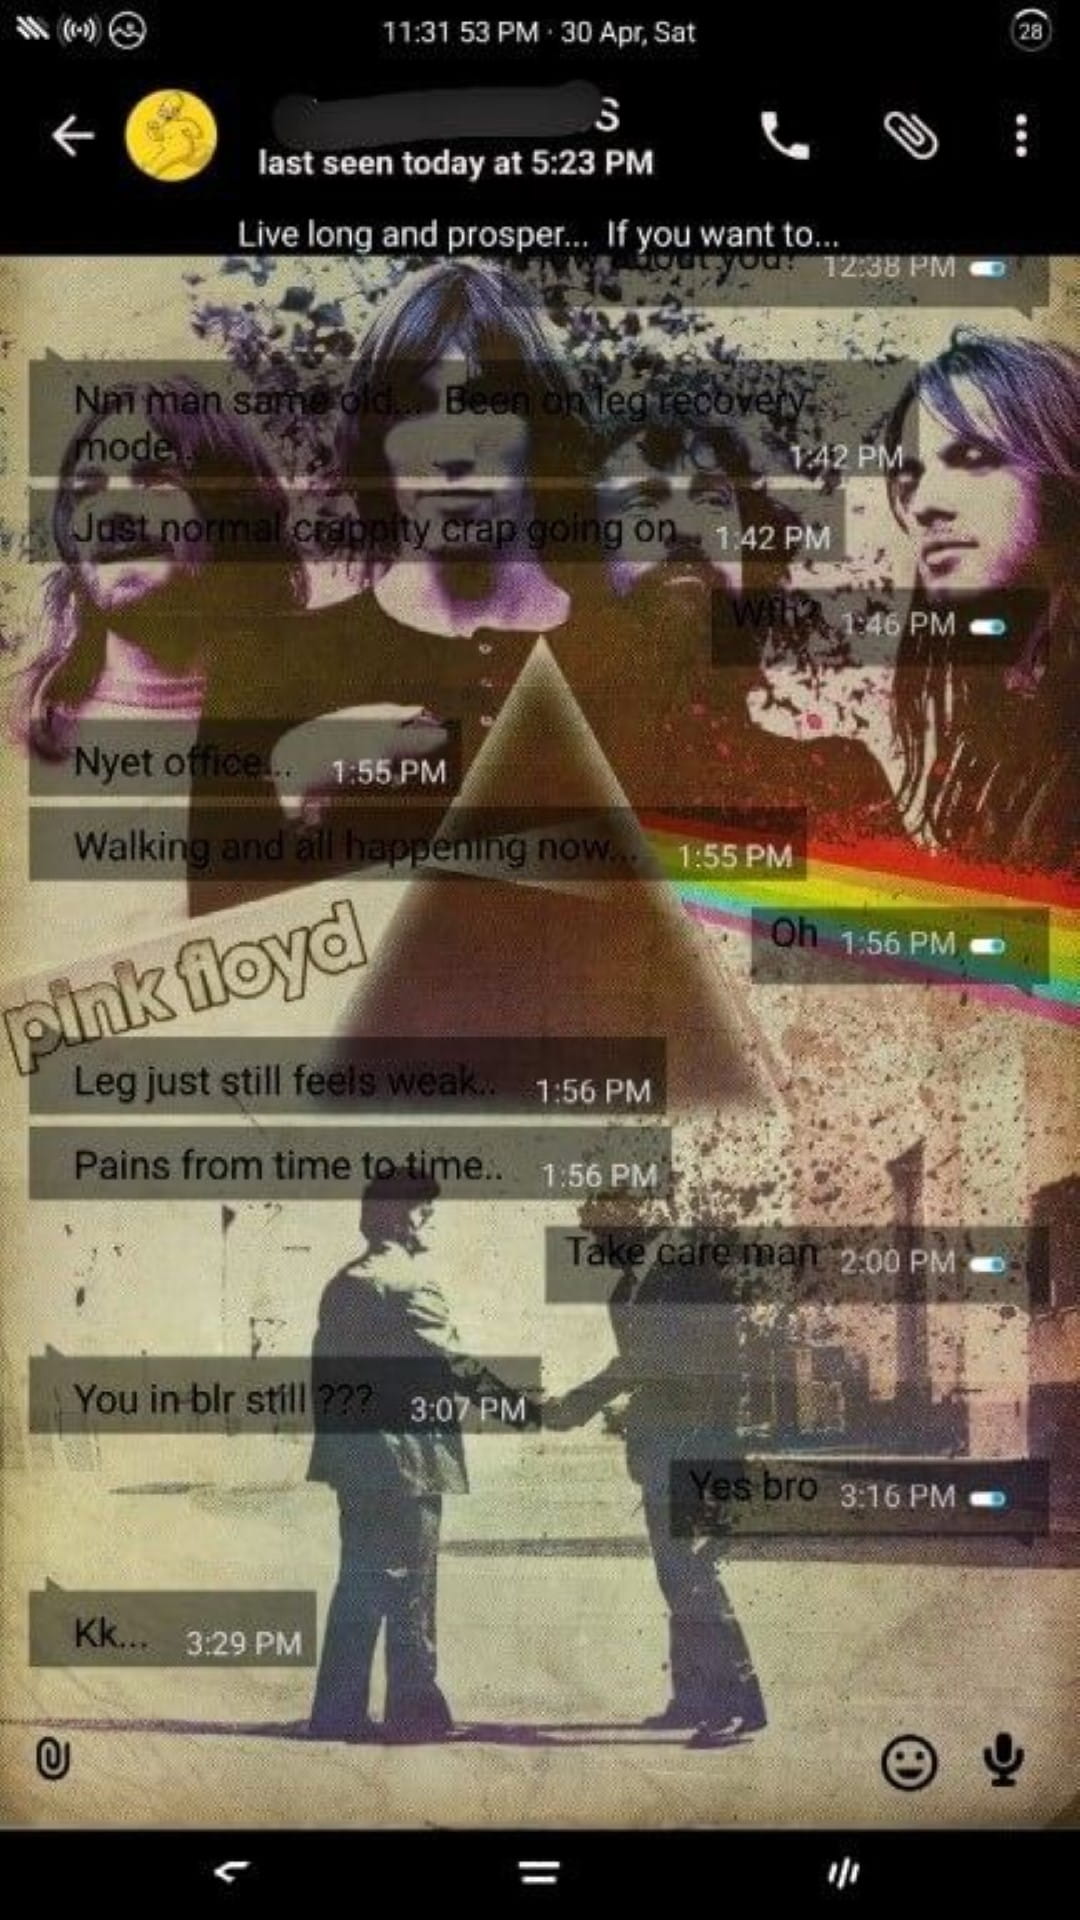 11:31 53 PM · 30 Apr, Sat
28
S
last seen today at 5:23 PM
Live long and prosper... If you want to...
about you? 12:38 PM
Nm man same old... Been on leg recovery
mode.. 1:42 PM
Just normal crappity crap going on 1:42 PM
Wfh? 1:46 PM
Nyet office... 1:55 PM
Walking and all happening now... 1:55 PM
Oh 1:56 PM
pink floyd
Leg just still feels weak.. 1:56 PM
Pains from time to time.. 1:56 PM
Take care man 2:00 PM
You in blr still ??? 3:07 PM
Yes bro 3:16 PM
Kk... 3:29 PM